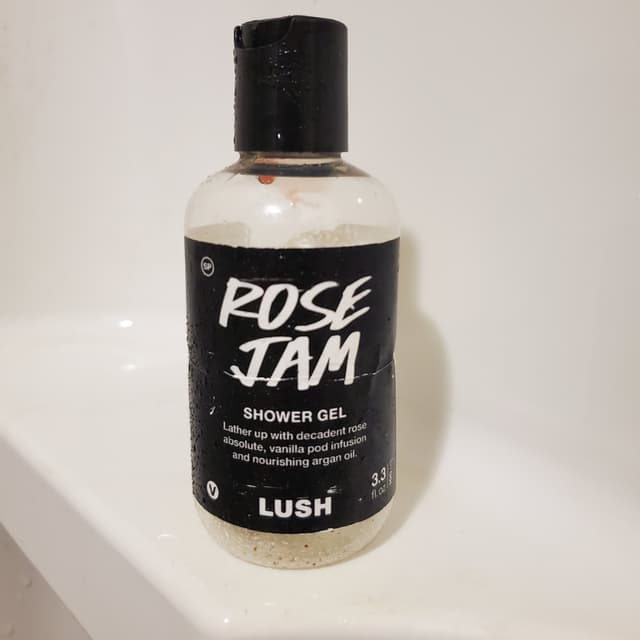 SP
ROSE
JAM
SHOWER GEL
Lather up with decadent rose
absolute, vanilla pod infusion
and nourishing argan oil.
3.3
fl. oz
V
LUSH